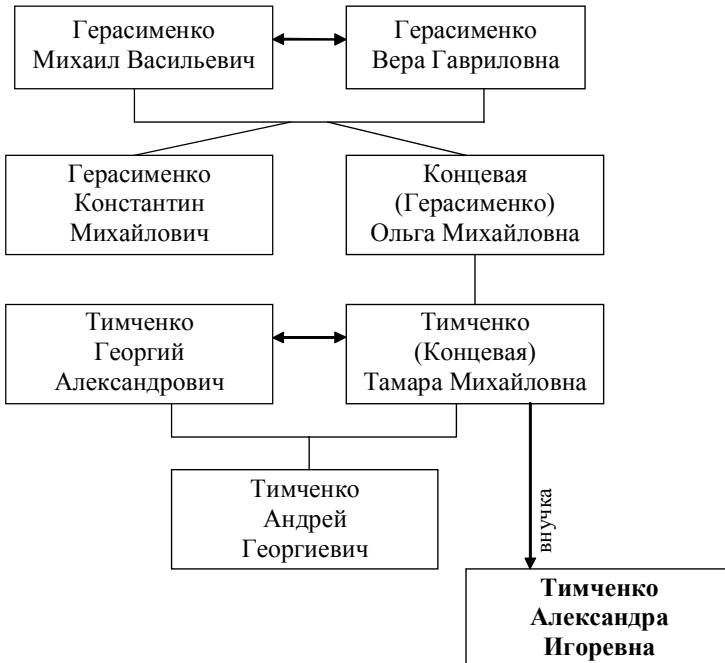 Герасименко
Михаил Васильевич
Герасименко
Вера Гавриловна
Герасименко
Константин
Михайлович
Концевая
(Герасименко)
Ольга Михайловна
Тимченко
Георгий
Александрович
Тимченко
(Концевая)
Тамара Михайловна
Тимченко
Андрей
Георгиевич
внучка
Тимченко
Александра
Игоревна